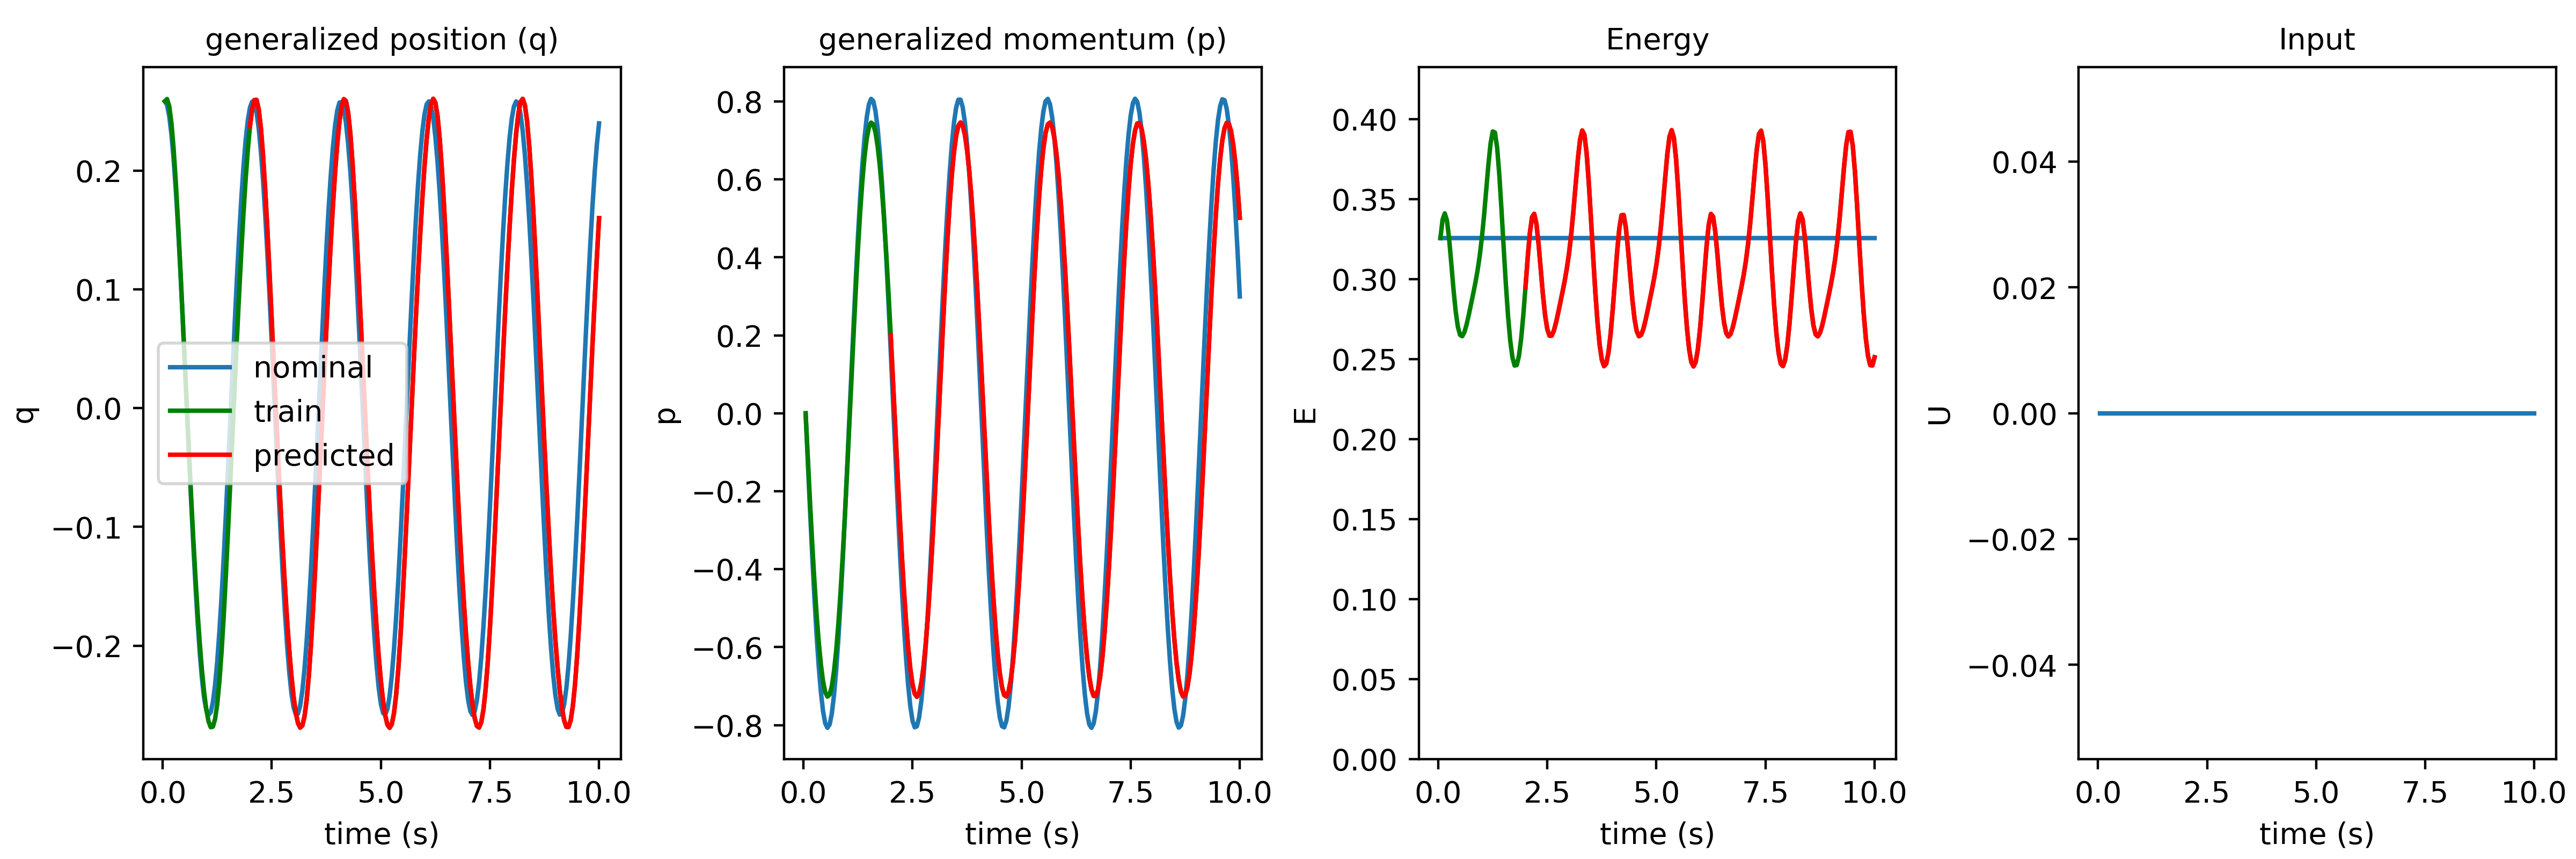 generalized position (q)
q
0.2
0.1
0.0
−0.1
−0.2
nominal
train
predicted
0.0 2.5 5.0 7.5 10.0
time (s)
generalized momentum (p)
p
0.8
0.6
0.4
0.2
0.0
−0.2
−0.4
−0.6
−0.8
0.0 2.5 5.0 7.5 10.0
time (s)
Energy
E
0.40
0.35
0.30
0.25
0.20
0.15
0.10
0.05
0.00
0.0 2.5 5.0 7.5 10.0
time (s)
Input
U
0.04
0.02
0.00
−0.02
−0.04
0.0 2.5 5.0 7.5 10.0
time (s)